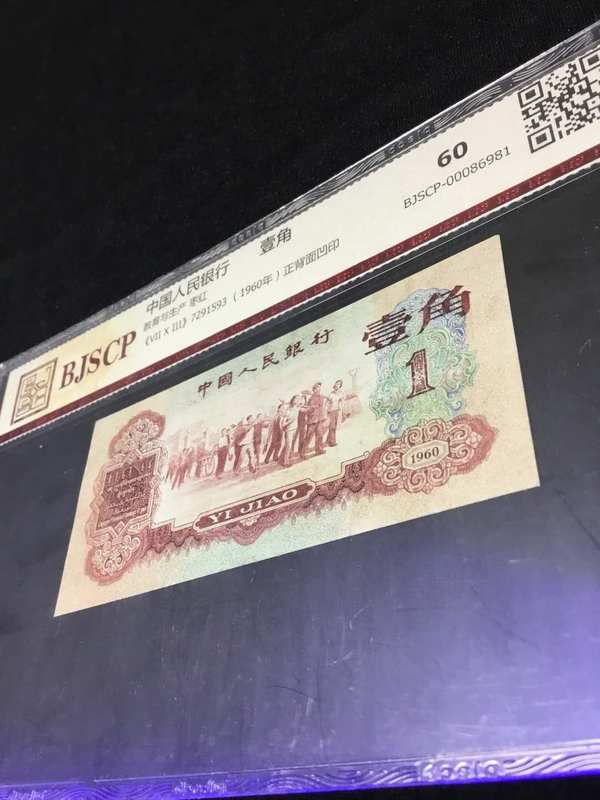 60
BJSCP-00086981
中国人民银行 壹角
教育与生产 枣红
《VII X III》7291593 （1960年）正背面凹印
BJSCP
中国人民银行
壹角
1
1960
YI JIAO